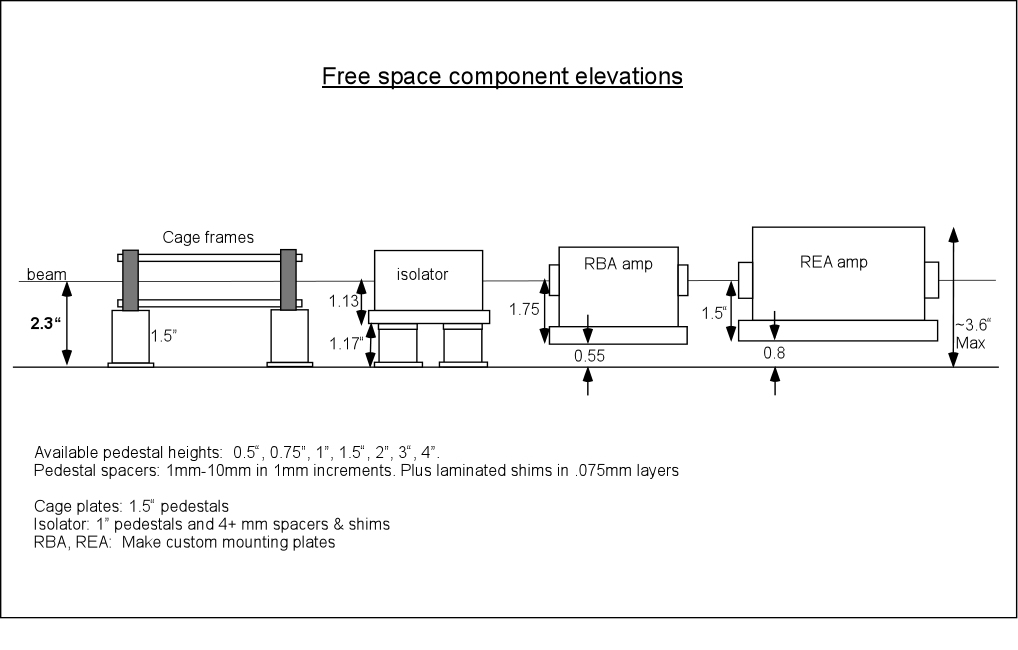 Free space component elevations
Cage frames
beam
isolator
RBA amp
REA amp
2.3“
1.5”
1.13
1.17“
1.75
0.55
1.5“
0.8
~3.6“
Max
Available pedestal heights: 0.5“, 0.75”, 1”, 1.5“, 2”, 3“, 4”.
Pedestal spacers: 1mm-10mm in 1mm increments. Plus laminated shims in .075mm layers
Cage plates: 1.5“ pedestals
Isolator: 1” pedestals and 4+ mm spacers & shims
RBA, REA: Make custom mounting plates